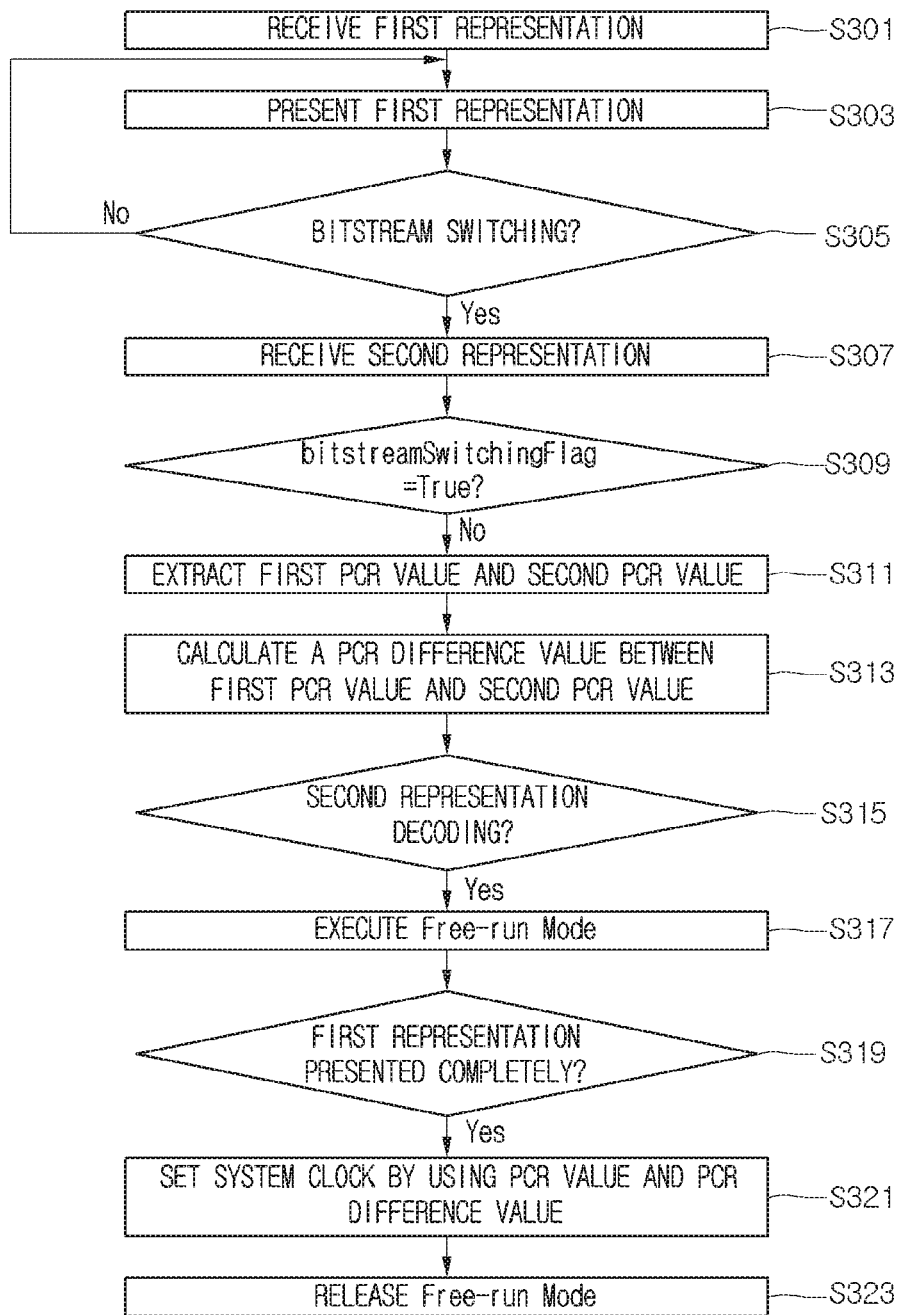 RECEIVE FIRST REPRESENTATION
S301
PRESENT FIRST REPRESENTATION
S303
No
BITSTREAM SWITCHING?
S305
Yes
RECEIVE SECOND REPRESENTATION
S307
bitstreamSwitchingFlag
=True?
S309
No
EXTRACT FIRST PCR VALUE AND SECOND PCR VALUE
S311
CALCULATE A PCR DIFFERENCE VALUE BETWEEN
FIRST PCR VALUE AND SECOND PCR VALUE
S313
SECOND REPRESENTATION
DECODING?
S315
Yes
EXECUTE Free-run Mode
S317
FIRST REPRESENTATION
PRESENTED COMPLETELY?
S319
Yes
SET SYSTEM CLOCK BY USING PCR VALUE AND PCR
DIFFERENCE VALUE
S321
RELEASE Free-run Mode
S323